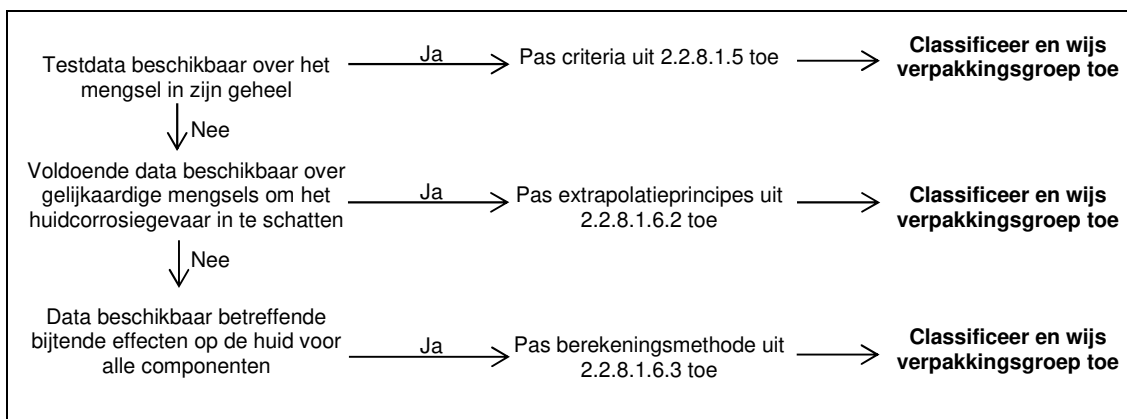 Testdata beschikbaar over het
mengsel in zijn geheel
Ja
Pas criteria uit 2.2.8.1.5 toe
Classificeer en wijs
verpakkingsgroep toe
Nee
Voldoende data beschikbaar over
gelijkaardige mengsels om het
huidcorrosiegevaar in te schatten
Ja
Pas extrapolatieprincipes uit
2.2.8.1.6.2 toe
Classificeer en wijs
verpakkingsgroep toe
Nee
Data beschikbaar betreffende
bijtende effecten op de huid voor
alle componenten
Ja
Pas berekeningsmethode uit
2.2.8.1.6.3 toe
Classificeer en wijs
verpakkingsgroep toe